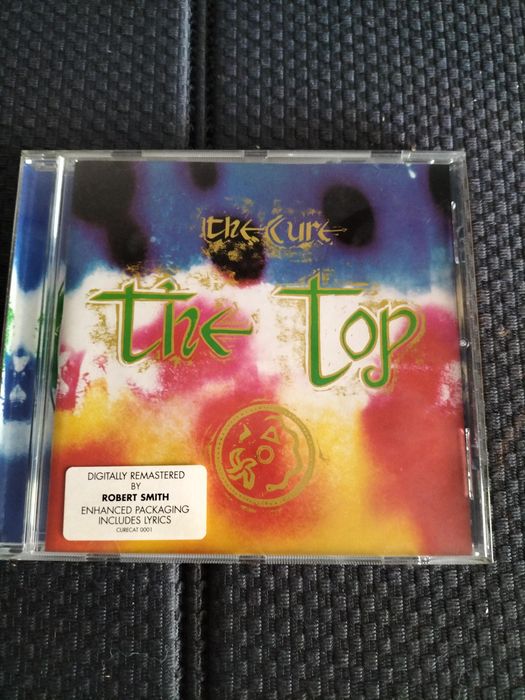 the Cure
the top
DIGITALLY REMASTERED
BY
ROBERT SMITH
ENHANCED PACKAGING
INCLUDES LYRICS
CURECAT 0001